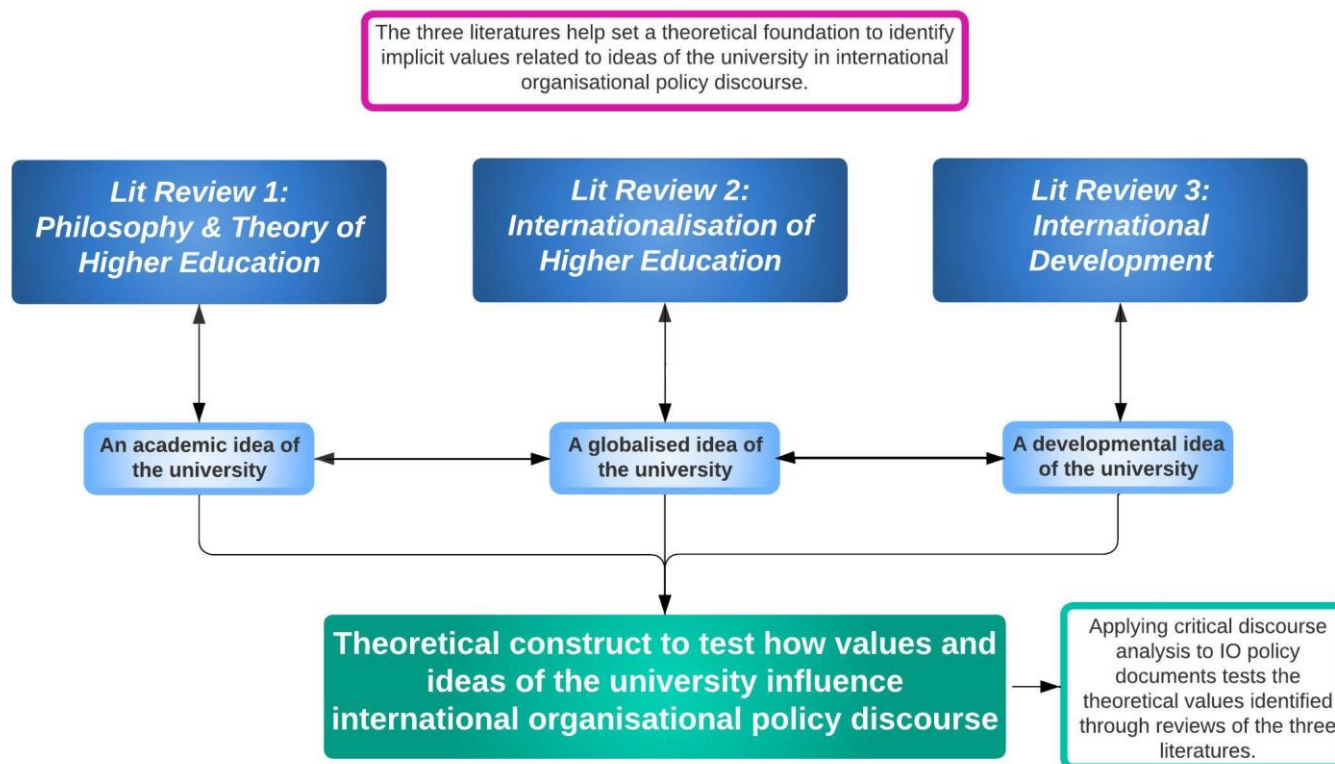 The three literatures help set a theoretical foundation to identify
implicit values related to ideas of the university in international
organisational policy discourse.
Lit Review 1:
Philosophy & Theory of
Higher Education
Lit Review 2:
Internationalisation of
Higher Education
Lit Review 3:
International
Development
An academic idea of
the university
A globalised idea of
the university
A developmental idea
of the university
Theoretical construct to test how values and
ideas of the university influence
international organisational policy discourse
Applying critical discourse
analysis to IO policy
documents tests the
theoretical values identified
through reviews of the three
literatures.